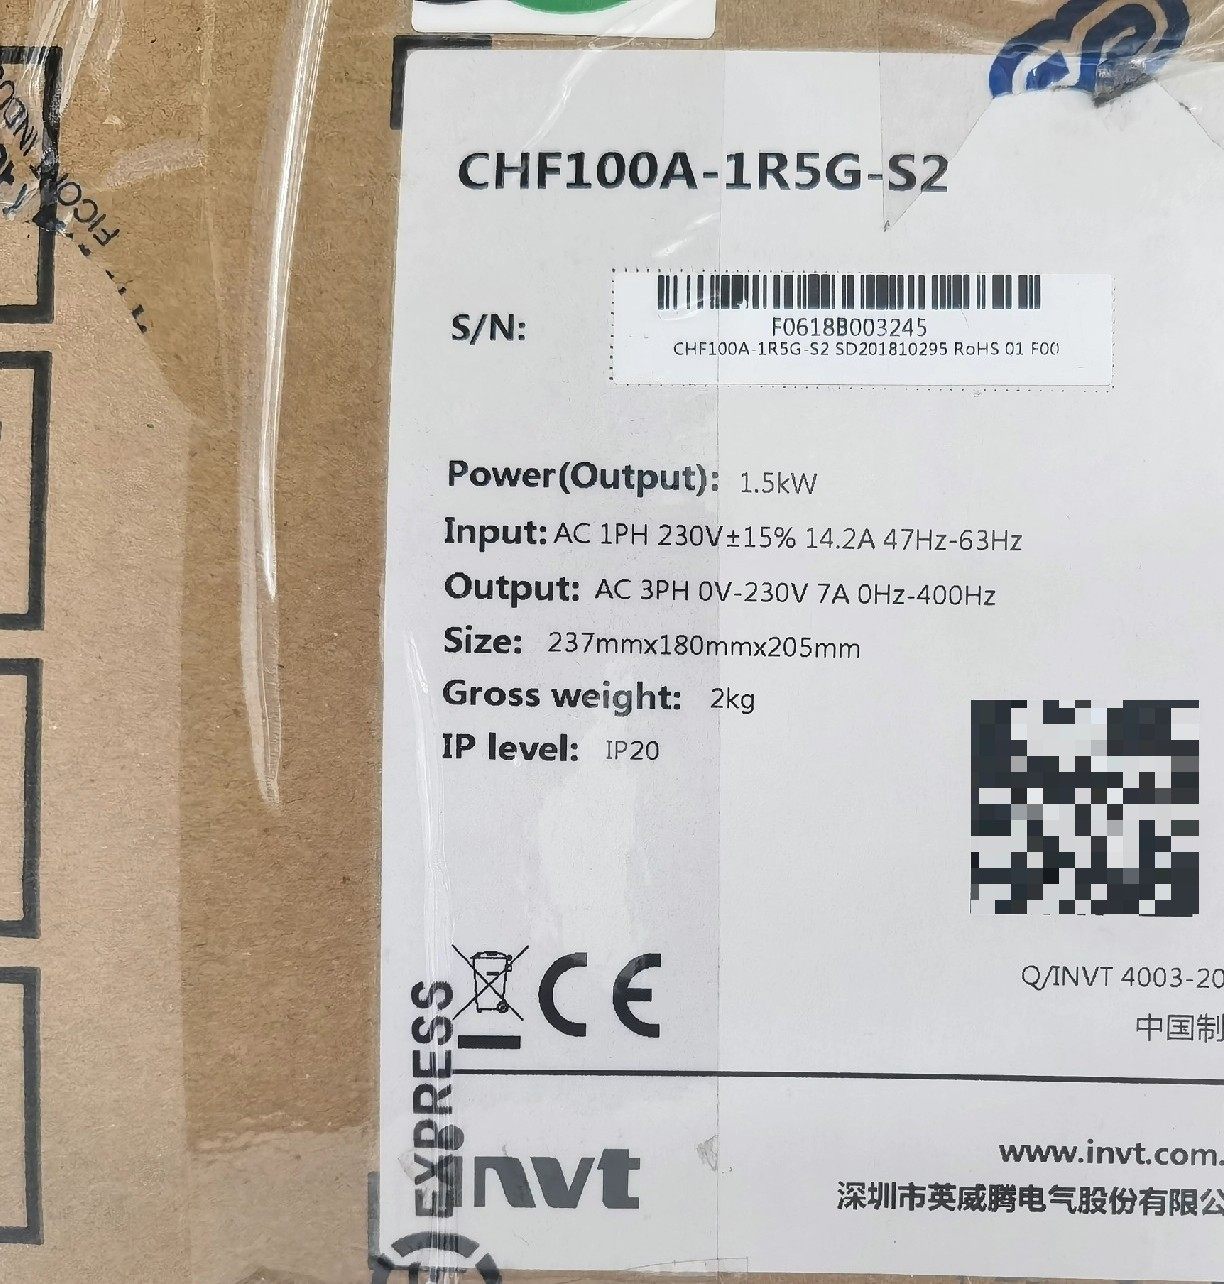 CHF100A-1R5G-S2
S/N:
F0618B003245
CHF100A-1R5G-S2 SD201810295 RoHS 01 F00
Power(Output): 1.5kW
Input: AC 1PH 230V±15% 14.2A 47Hz-63Hz
Output: AC 3PH 0V-230V 7A 0Hz-400Hz
Size: 237mmx180mmx205mm
Gross weight: 2kg
IP level: IP20
CE
Q/INVT 4003-20
中国制
EXPRESS
invt
www.invt.com.
深圳市英威腾电气股份有限公